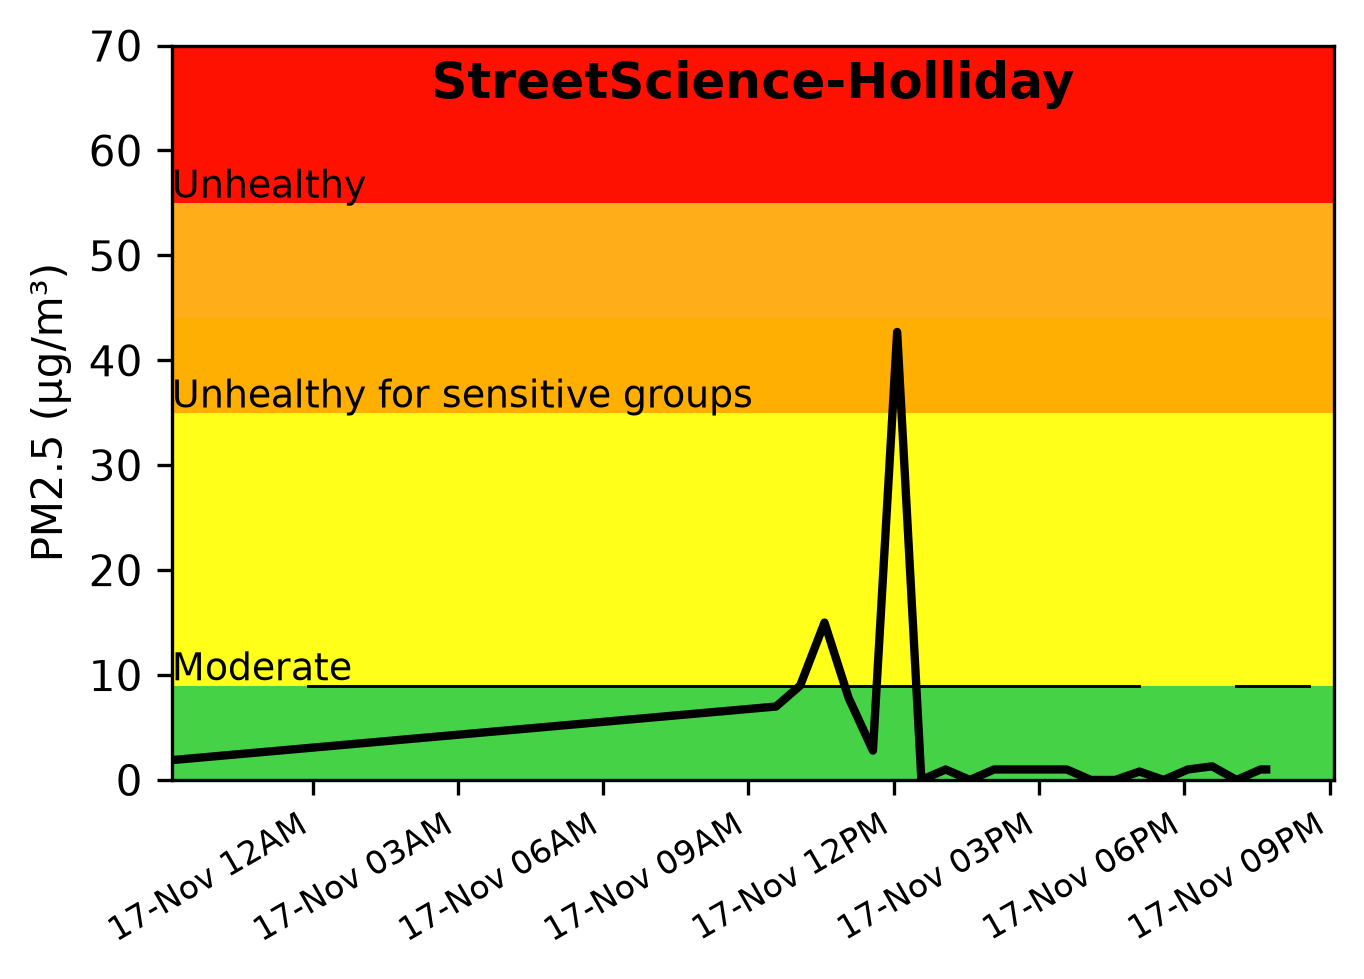 StreetScience-Holliday
70
60
50
40
30
20
10
0
PM2.5 (µg/m³)
Unhealthy
Unhealthy for sensitive groups
Moderate
17-Nov 12AM
17-Nov 03AM
17-Nov 06AM
17-Nov 09AM
17-Nov 12PM
17-Nov 03PM
17-Nov 06PM
17-Nov 09PM